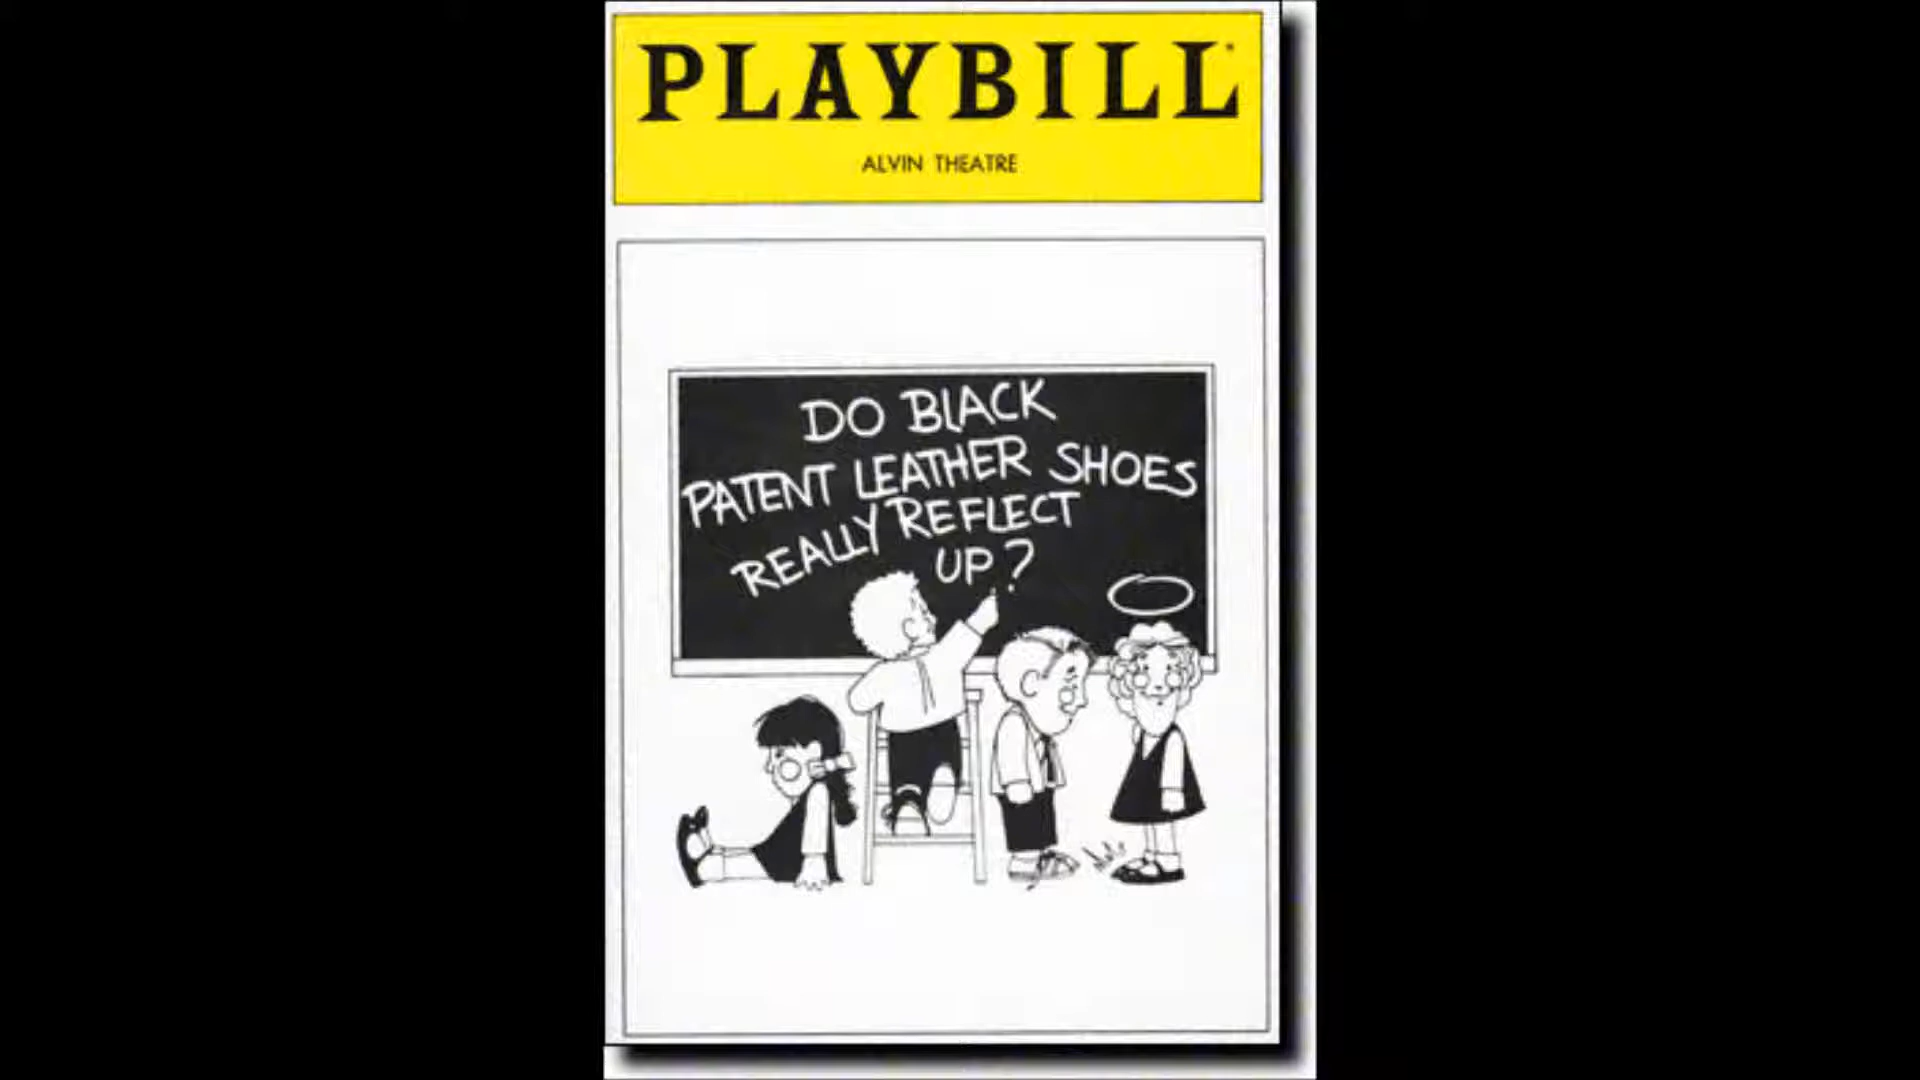 PLAYBILL
ALVIN THEATRE
DO BLACK
PATENT LEATHER SHOES
REALLY REFLECT
UP?